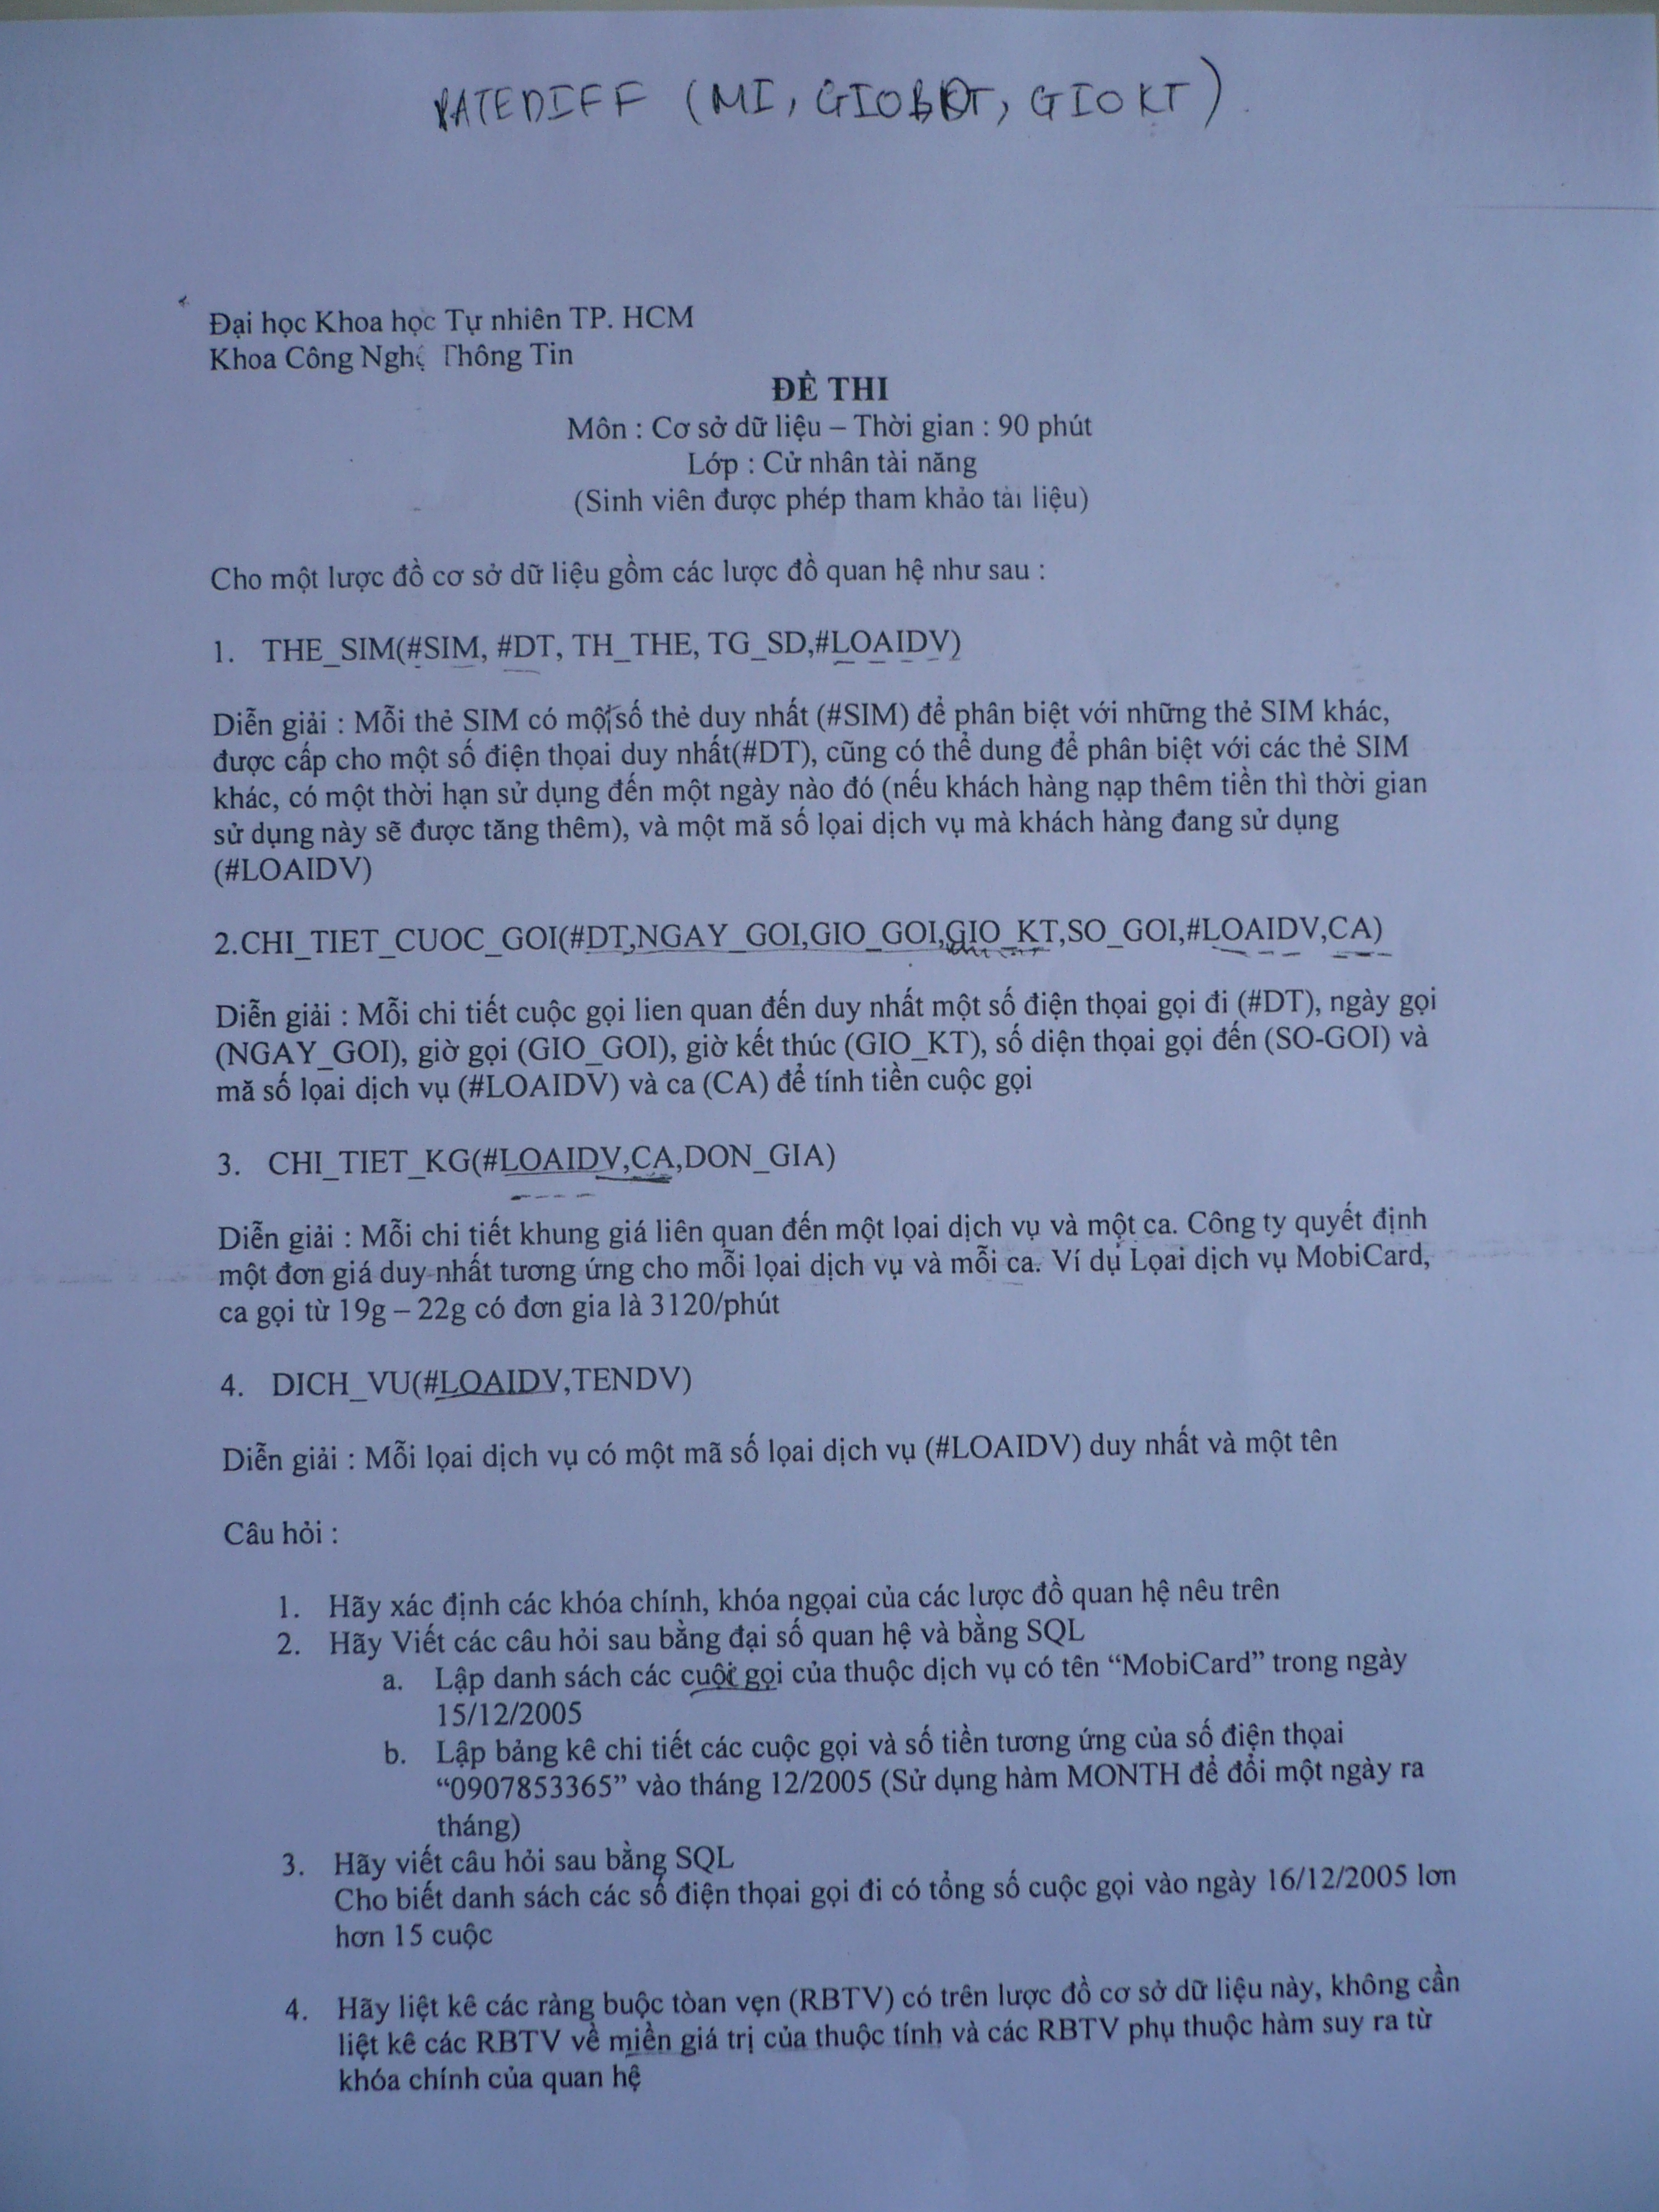 DATEDIFF (MI, GIOBDT, GIOKT)
Đại học Khoa học Tự nhiên TP. HCM
Khoa Công Nghệ Thông Tin
ĐỀ THI
Môn : Cơ sở dữ liệu – Thời gian : 90 phút
Lớp : Cử nhân tài năng
(Sinh viên được phép tham khảo tài liệu)
Cho một lược đồ cơ sở dữ liệu gồm các lược đồ quan hệ như sau :
1. THE_SIM(#SIM, #DT, TH_THE, TG_SD,#LOAIDV)
Diễn giải : Mỗi thẻ SIM có một số thẻ duy nhất (#SIM) để phân biệt với những thẻ SIM khác,
được cấp cho một số điện thọai duy nhất(#DT), cũng có thể dung để phân biệt với các thẻ SIM
khác, có một thời hạn sử dụng đến một ngày nào đó (nếu khách hàng nạp thêm tiền thì thời gian
sử dụng này sẽ được tăng thêm), và một mã số lọai dịch vụ mà khách hàng đang sử dụng
(#LOAIDV)
2.CHI_TIET_CUOC_GOI(#DT,NGAY_GOI,GIO_GOI,GIO_KT,SO_GOI,#LOAIDV,CA)
Diễn giải : Mỗi chi tiết cuộc gọi lien quan đến duy nhất một số điện thọai gọi đi (#DT), ngày gọi
(NGAY_GOI), giờ gọi (GIO_GOI), giờ kết thúc (GIO_KT), số diện thọai gọi đến (SO-GOI) và
mã số lọai dịch vụ (#LOAIDV) và ca (CA) để tính tiền cuộc gọi
3. CHI_TIET_KG(#LOAIDV,CA,DON_GIA)
Diễn giải : Mỗi chi tiết khung giá liên quan đến một lọai dịch vụ và một ca. Công ty quyết định
một đơn giá duy nhất tương ứng cho mỗi lọai dịch vụ và mỗi ca. Ví dụ Lọai dịch vụ MobiCard,
ca gọi từ 19g – 22g có đơn gia là 3120/phút
4. DICH_VU(#LOAIDV,TENDV)
Diễn giải : Mỗi lọai dịch vụ có một mã số lọai dịch vụ (#LOAIDV) duy nhất và một tên
Câu hỏi :
1. Hãy xác định các khóa chính, khóa ngọai của các lược đồ quan hệ nêu trên
2. Hãy Viết các câu hỏi sau bằng đại số quan hệ và bằng SQL
a. Lập danh sách các cuộc gọi của thuộc dịch vụ có tên “MobiCard” trong ngày
15/12/2005
b. Lập bảng kê chi tiết các cuộc gọi và số tiền tương ứng của số điện thọai
“0907853365” vào tháng 12/2005 (Sử dụng hàm MONTH để đổi một ngày ra
tháng)
3. Hãy viết câu hỏi sau bằng SQL
Cho biết danh sách các số điện thọai gọi đi có tổng số cuộc gọi vào ngày 16/12/2005 lơn
hơn 15 cuộc
4. Hãy liệt kê các ràng buộc tòan vẹn (RBTV) có trên lược đồ cơ sở dữ liệu này, không cần
liệt kê các RBTV về miền giá trị của thuộc tính và các RBTV phụ thuộc hàm suy ra từ
khóa chính của quan hệ